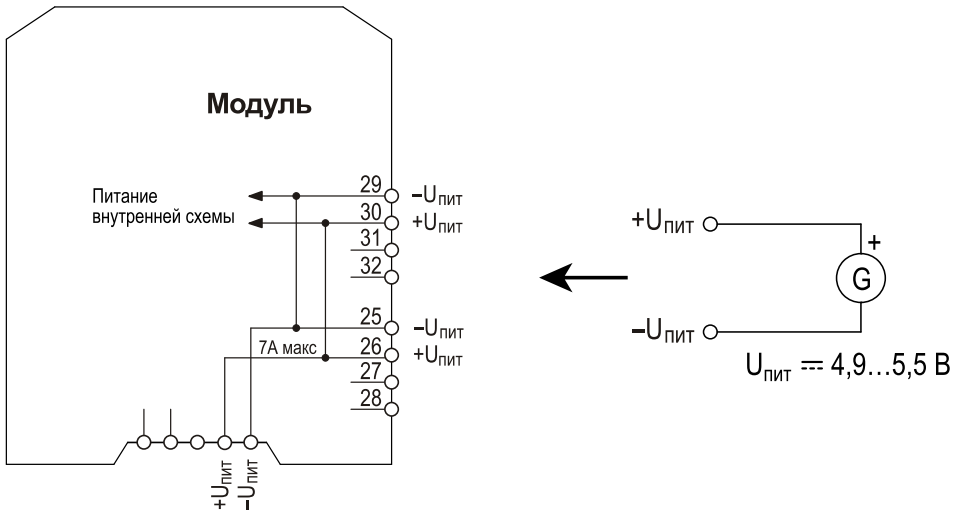 Модуль
Питание
внутренней схемы
29 –Uпит
30 +Uпит
31
32
25 –Uпит
7А макс 26 +Uпит
27
28
+Uпит
–Uпит
+Uпит
+
G
–Uпит
Uпит ⎓ 4,9...5,5 В